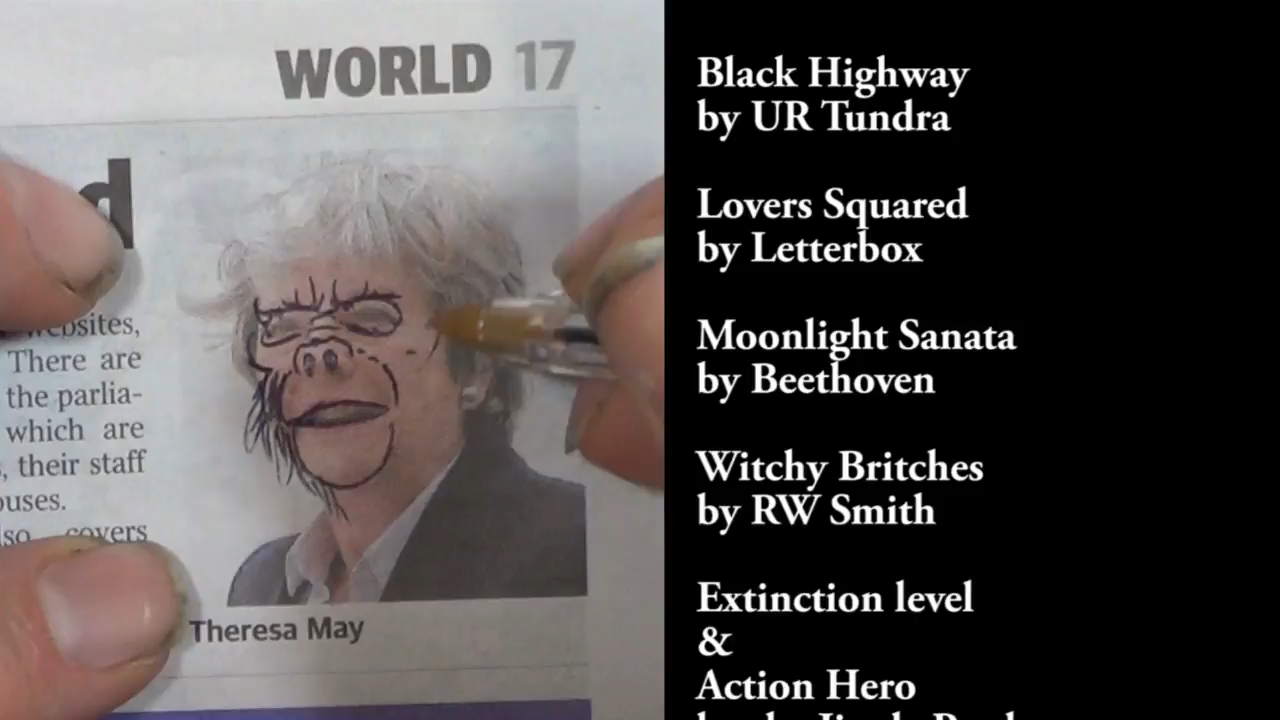 WORLD 17
d
websites,
There are
the parlia-
which are
, their staff
ouses.
so covers
Theresa May
Black Highway
by UR Tundra
Lovers Squared
by Letterbox
Moonlight Sanata
by Beethoven
Witchy Britches
by RW Smith
Extinction level
&
Action Hero